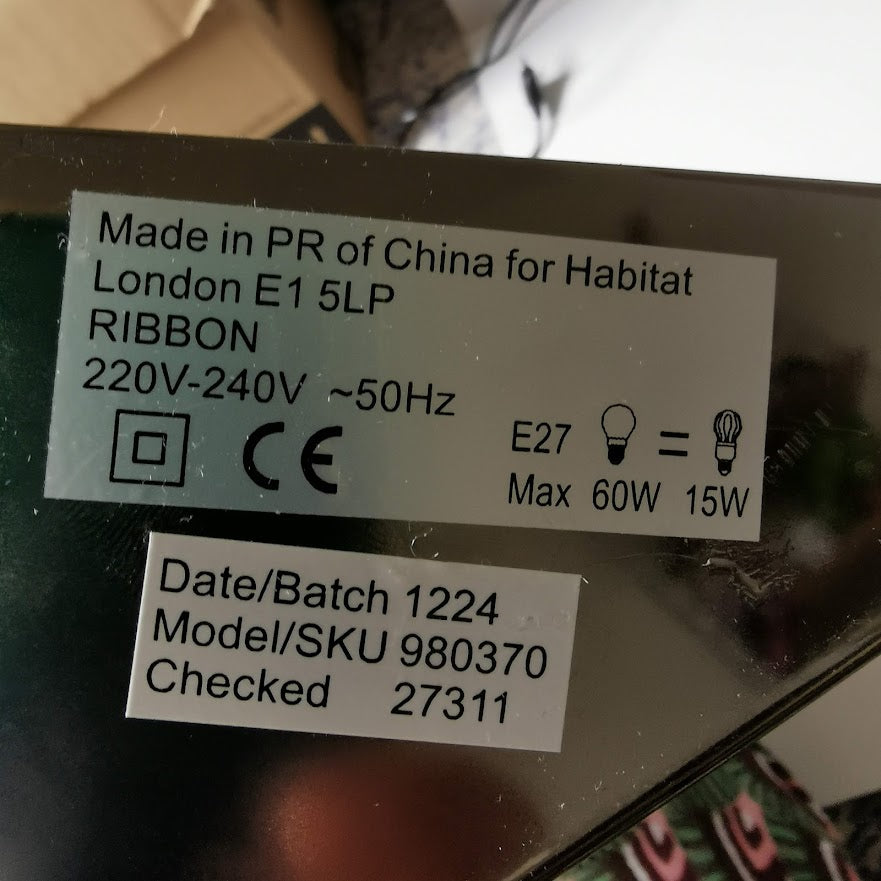 Made in PR of China for Habitat
London E1 5LP
RIBBON
220V-240V ~50Hz
CE
E27 =
Max 60W 15W
Date/Batch 1224
Model/SKU 980370
Checked 27311